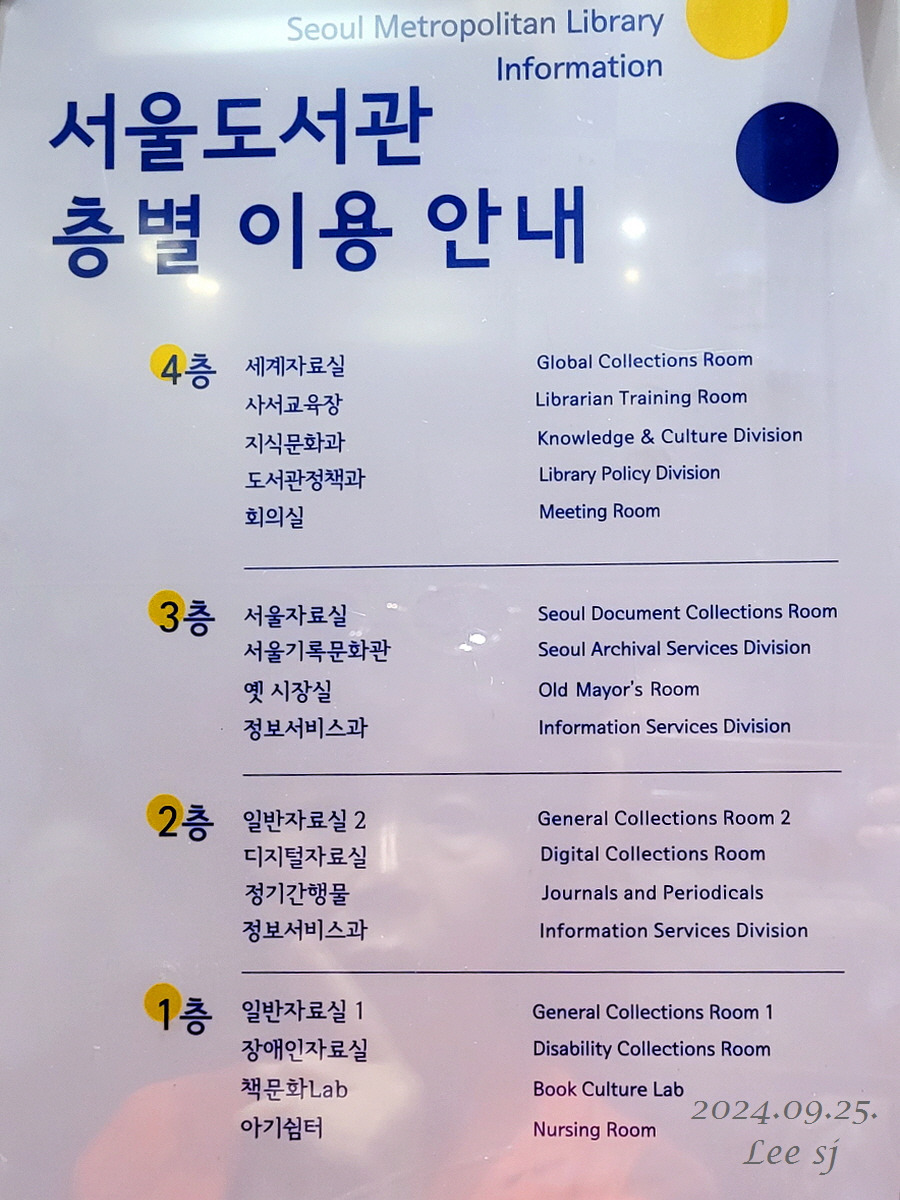 Seoul Metropolitan Library
Information
서울도서관
층별 이용 안내
4층 세계자료실 Global Collections Room
사서교육장 Librarian Training Room
지식문화과 Knowledge & Culture Division
도서관정책과 Library Policy Division
회의실 Meeting Room
3층 서울자료실 Seoul Document Collections Room
서울기록문화관 Seoul Archival Services Division
옛 시장실 Old Mayor's Room
정보서비스과 Information Services Division
2층 일반자료실 2 General Collections Room 2
디지털자료실 Digital Collections Room
정기간행물 Journals and Periodicals
정보서비스과 Information Services Division
1층 일반자료실 1 General Collections Room 1
장애인자료실 Disability Collections Room
책문화Lab Book Culture Lab
아기쉼터 Nursing Room
2024.09.25.
Lee sj